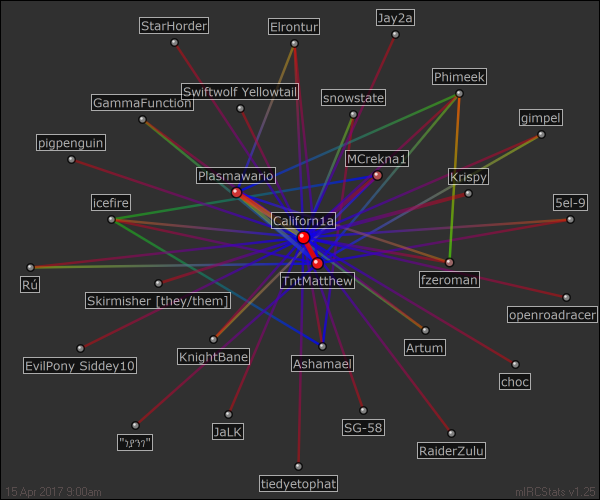 StarHorder
Elrontur
Jay2a
Swiftwolf Yellowtail
snowstate
Phimeek
GammaFunction
gimpel
pigpenguin
MCrekna1
Plasmawario
Krispy
icefire
Californ1a
5el-9
Rú
TntMatthew
fzeroman
Skirmisher [they/them]
openroadracer
EvilPony Siddey10
KnightBane
Ashamael
Artum
choc
JaLK
SG-58
RaiderZulu
tiedyetophat
15 Apr 2017 9:00am
mIRCStats v1.25